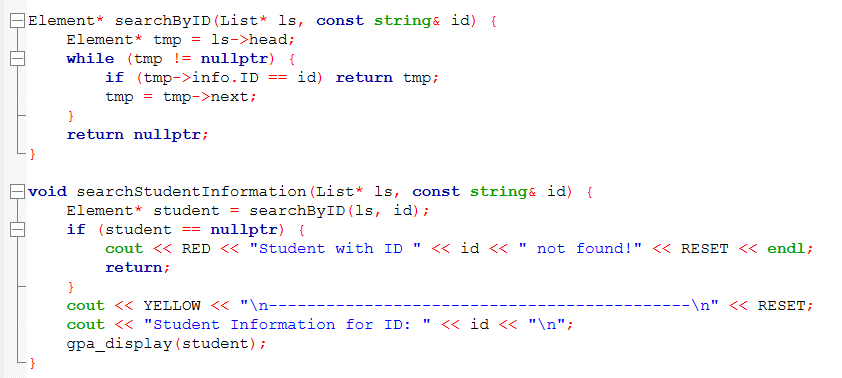 Element* searchByID(List* ls, const string& id) {
    Element* tmp = ls->head;
    while (tmp != nullptr) {
        if (tmp->info.ID == id) return tmp;
        tmp = tmp->next;
    }
    return nullptr;
}

void searchStudentInformation(List* ls, const string& id) {
    Element* student = searchByID(ls, id);
    if (student == nullptr) {
        cout << RED << "Student with ID " << id << " not found!" << RESET << endl;
        return;
    }
    cout << YELLOW << "\n--------------------------------------------\n" << RESET;
    cout << "Student Information for ID: " << id << "\n";
    gpa_display(student);
}